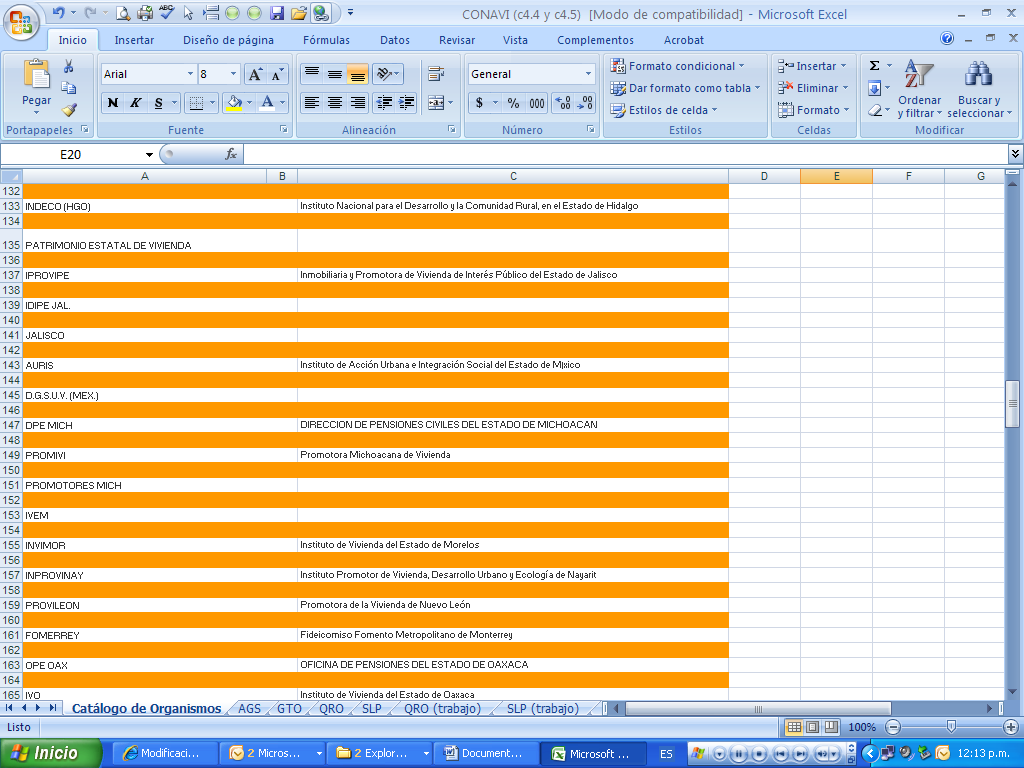 CONAVI (c4.4 y c4.5) [Modo de compatibilidad] - Microsoft Excel
Inicio Insertar Diseño de página Fórmulas Datos Revisar Vista Complementos Acrobat
Pegar
Arial 8
N K S
General
$ % 000
Formato condicional
Dar formato como tabla
Estilos de celda
Insertar
Eliminar
Formato
Ordenar y filtrar
Buscar y seleccionar
Portapapeles Fuente Alineación Número Estilos Celdas Modificar
E20 fx
A B C D E F G
132
133 INDECO (HGO) Instituto Nacional para el Desarrollo y la Comunidad Rural, en el Estado de Hidalgo
134
135 PATRIMONIO ESTATAL DE VIVIENDA
136
137 IPROVIPE Inmobiliaria y Promotora de Vivienda de Interés Público del Estado de Jalisco
138
139 IDIPE JAL.
140
141 JALISCO
142
143 AURIS Instituto de Acción Urbana e Integración Social del Estado de M|xico
144
145 D.G.S.U.V. (MEX.)
146
147 DPE MICH DIRECCION DE PENSIONES CIVILES DEL ESTADO DE MICHOACAN
148
149 PROMIVI Promotora Michoacana de Vivienda
150
151 PROMOTORES MICH
152
153 IVEM
154
155 INVIMOR Instituto de Vivienda del Estado de Morelos
156
157 INPROVINAY Instituto Promotor de Vivienda, Desarrollo Urbano y Ecología de Nayarit
158
159 PROVILEON Promotora de la Vivienda de Nuevo León
160
161 FOMERREY Fideicomiso Fomento Metropolitano de Monterrey
162
163 OPE OAX OFICINA DE PENSIONES DEL ESTADO DE OAXACA
164
165 IVO Instituto de Vivienda del Estado de Oaxaca
Catálogo de Organismos AGS GTO QRO SLP QRO (trabajo) SLP (trabajo)
Listo 100%
Inicio Modificaci... 2 Micros... 2 Explor... Document... Microsoft ... ES 12:13 p.m.